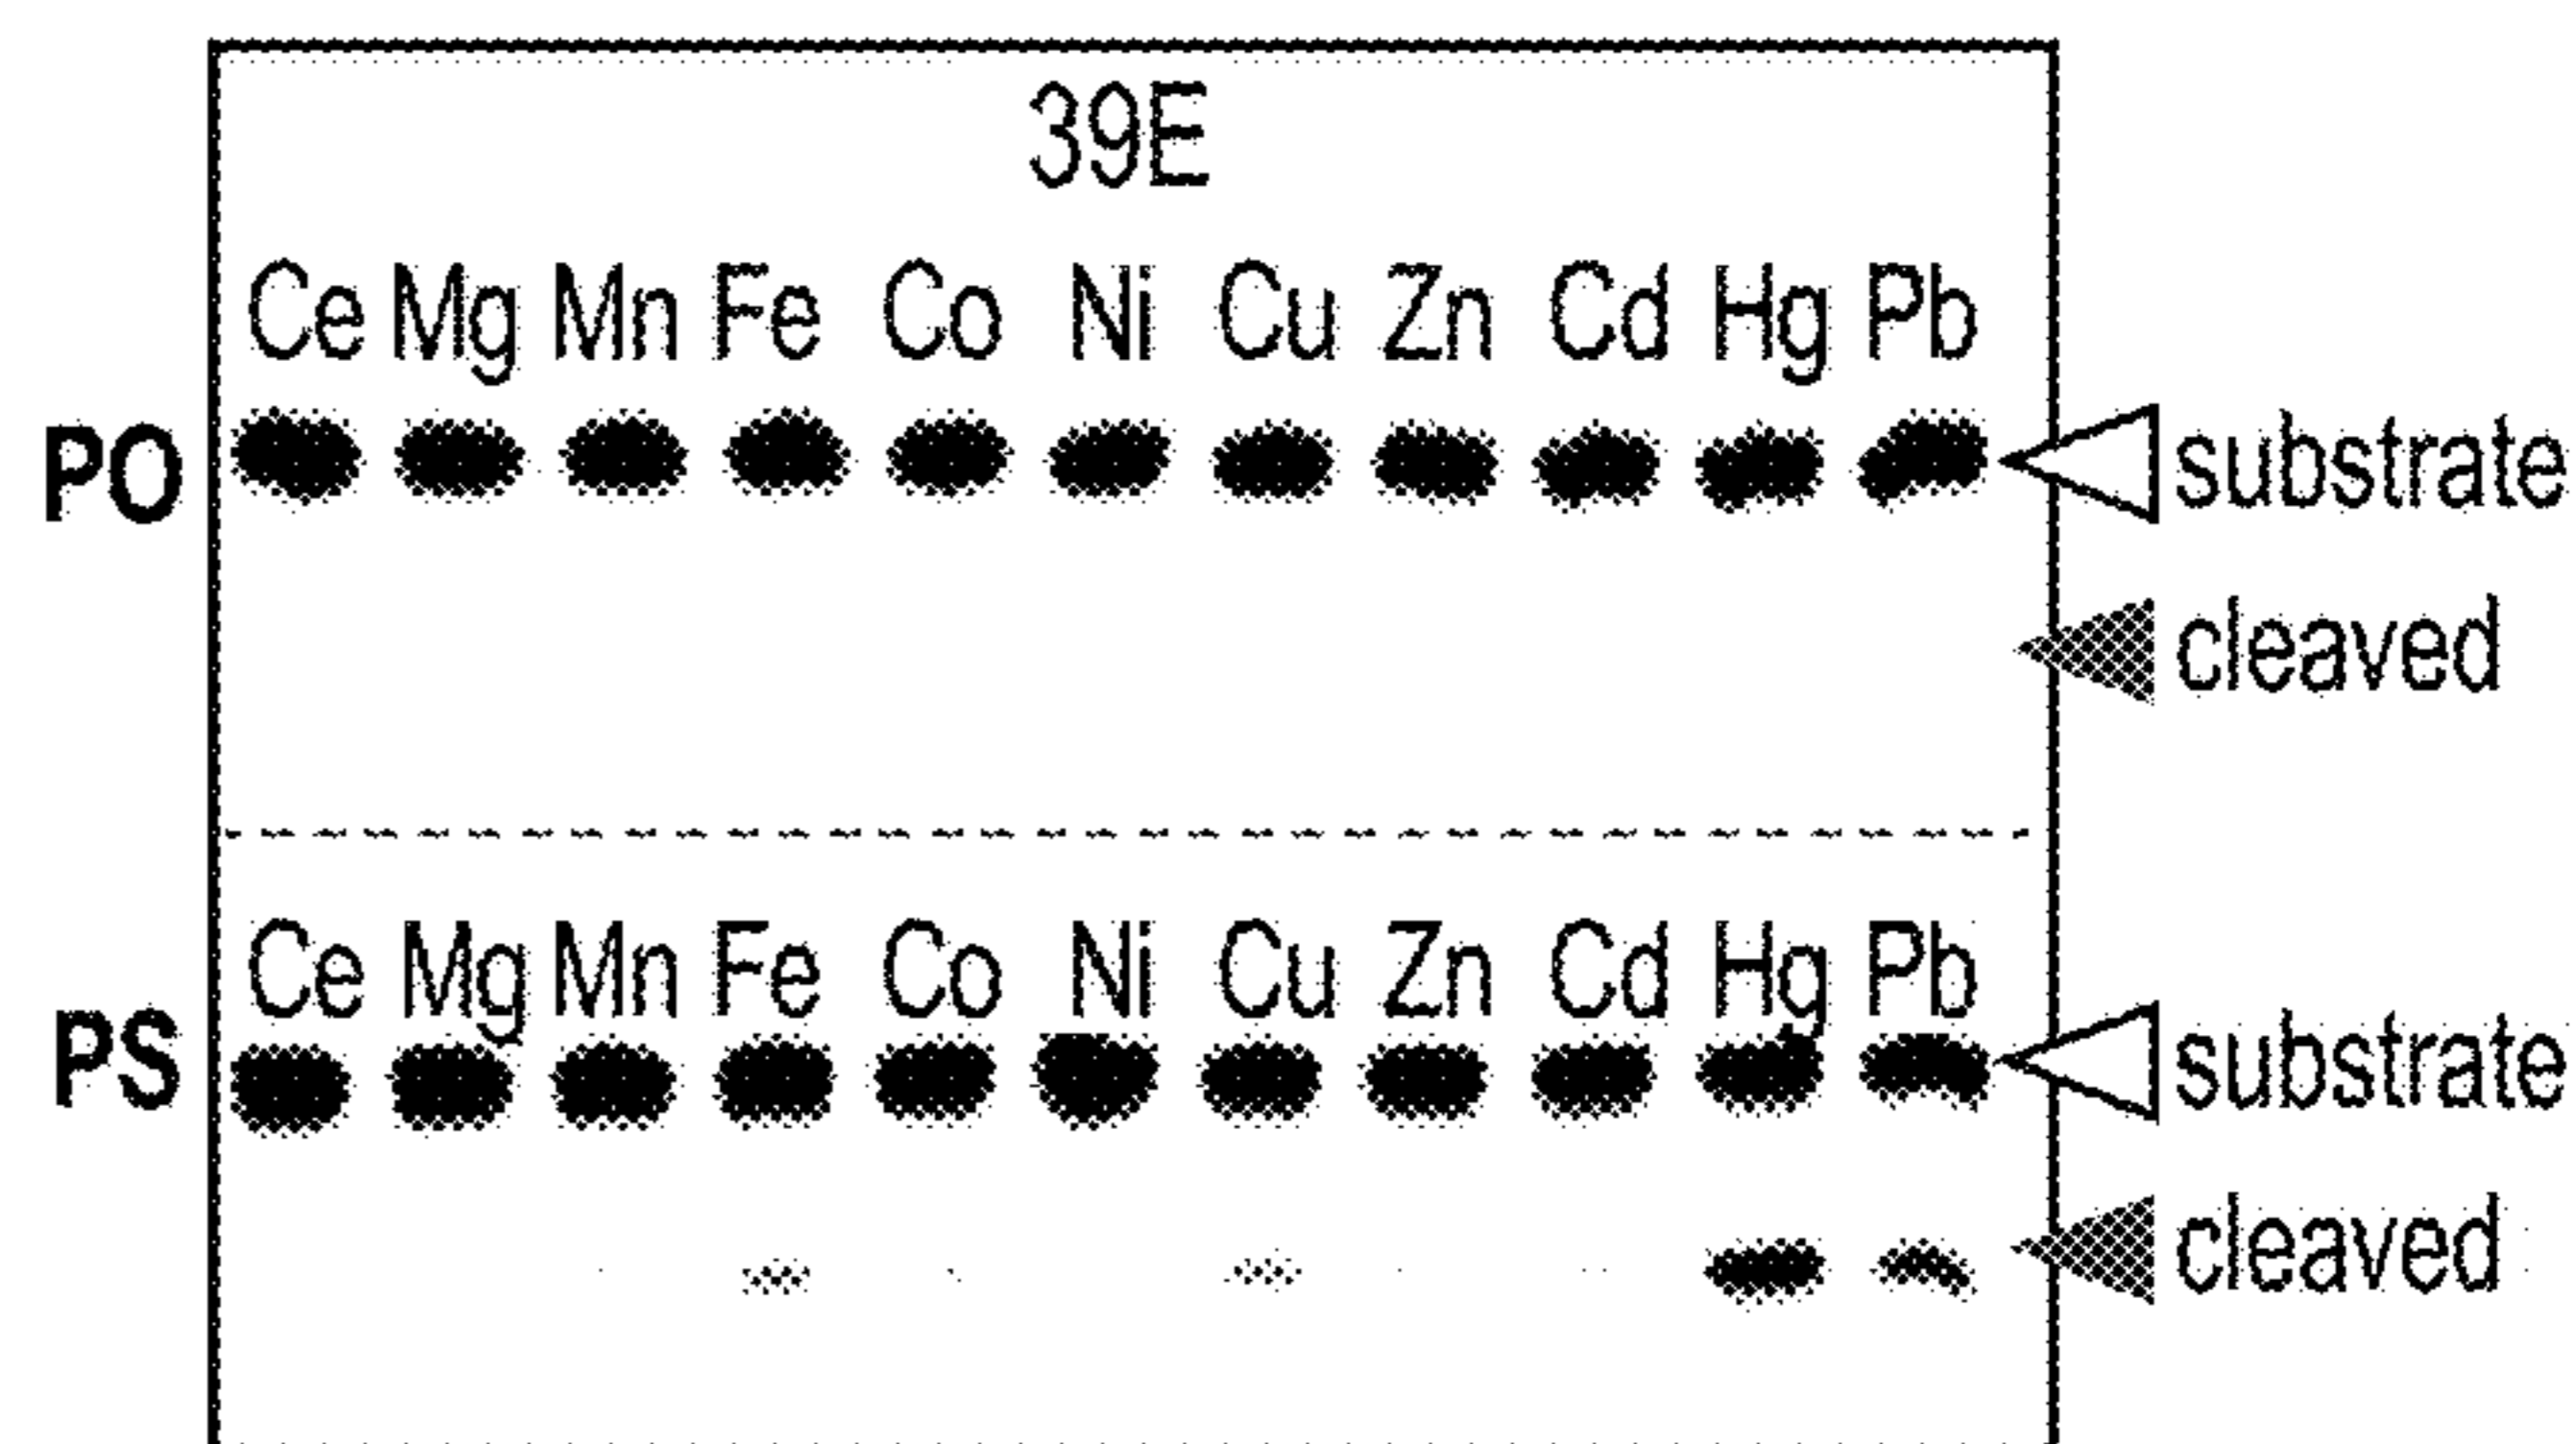 39E
Ce Mg Mn Fe Co Ni Cu Zn Cd Hg Pb
PO substrate
cleaved
Ce Mg Mn Fe Co Ni Cu Zn Cd Hg Pb
PS substrate
cleaved